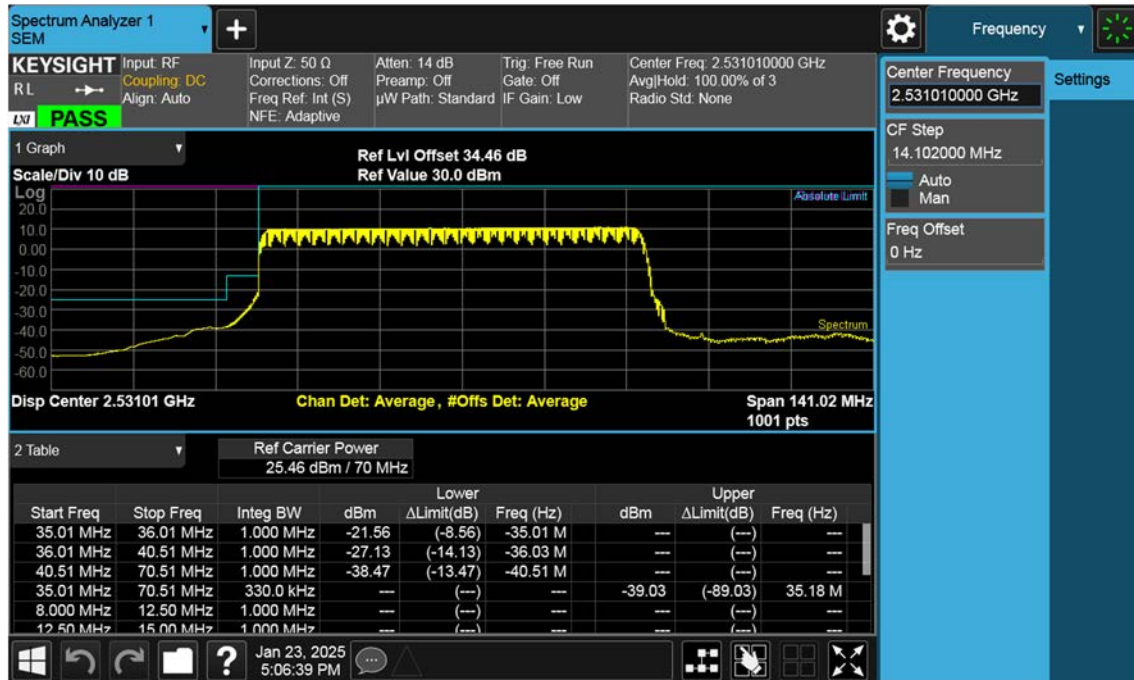 Spectrum Analyzer 1
SEM
Frequency
KEYSIGHT
RL
LXI PASS
Input: RF
Coupling: DC
Align: Auto
Input Z: 50 Ω
Corrections: Off
Freq Ref: Int (S)
NFE: Adaptive
Atten: 14 dB
Preamp: Off
µW Path: Standard
Trig: Free Run
Gate: Off
IF Gain: Low
Center Freq: 2.531010000 GHz
Avg|Hold: 100.00% of 3
Radio Std: None
Center Frequency
2.531010000 GHz
Settings
CF Step
14.102000 MHz
Auto
Man
Freq Offset
0 Hz
1 Graph
Ref Lvl Offset 34.46 dB
Scale/Div 10 dB
Ref Value 30.0 dBm
Log
Absolute Limit
20.0
10.0
0.00
-10.0
-20.0
-30.0
-40.0
-50.0
-60.0
Spectrum
Disp Center 2.53101 GHz
Chan Det: Average, #Offs Det: Average
Span 141.02 MHz
1001 pts
2 Table
Ref Carrier Power
25.46 dBm / 70 MHz
Lower Upper
Start Freq Stop Freq Integ BW dBm ΔLimit(dB) Freq (Hz) dBm ΔLimit(dB) Freq (Hz)
35.01 MHz 36.01 MHz 1.000 MHz -21.56 (-8.56) -35.01 M --- (---) ---
36.01 MHz 40.51 MHz 1.000 MHz -27.13 (-14.13) -36.03 M --- (---) ---
40.51 MHz 70.51 MHz 1.000 MHz -38.47 (-13.47) -40.51 M --- (---) ---
35.01 MHz 70.51 MHz 330.0 kHz --- (---) --- -39.03 (-89.03) 35.18 M
8.000 MHz 12.50 MHz 1.000 MHz --- (---) --- --- (---) ---
12.50 MHz 15.00 MHz 1.000 MHz --- (---) --- --- (---) ---
?
Jan 23, 2025
5:06:39 PM